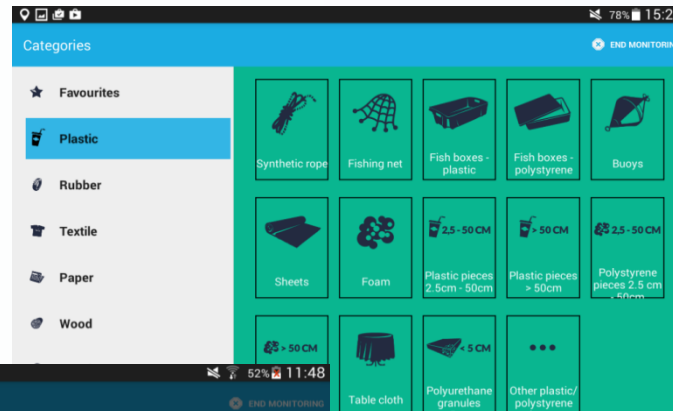 78% 15:2
Categories
END MONITORIN
Favourites
Plastic
Rubber
Textile
Paper
Wood
Synthetic rope
Fishing net
Fish boxes -
plastic
Fish boxes -
polystyrene
Buoys
Sheets
Foam
2,5 - 50 CM
Plastic pieces
2.5cm - 50cm
> 50 CM
Plastic pieces
> 50cm
2,5 - 50 CM
Polystyrene
pieces 2.5 cm
- 50cm
> 50 CM
Table cloth
< 5 CM
Polyurethane
granules
Other plastic/
polystyrene
52% 11:48
END MONITORING